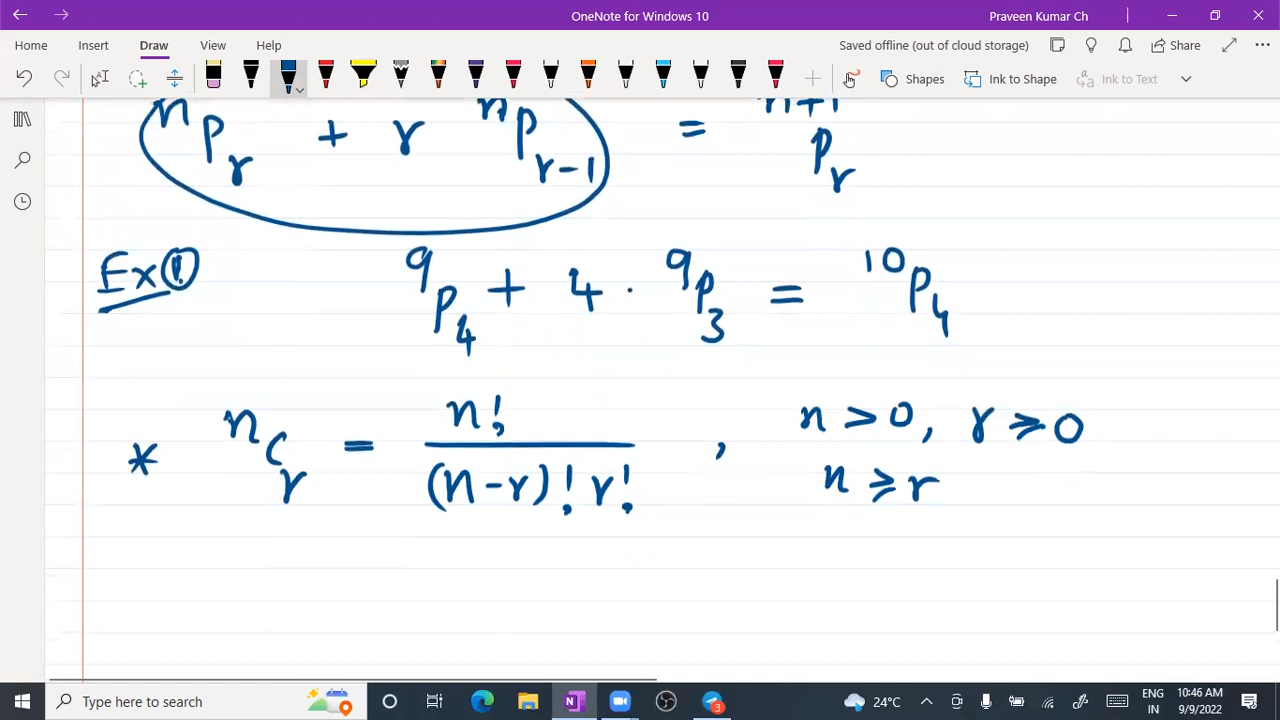 OneNote for Windows 10
Praveen Kumar Ch
Home Insert Draw View Help
Saved offline (out of cloud storage)
Share
Shapes
Ink to Shape
Ink to Text
ⁿPᵣ + r ⁿPᵣ₋₁ = ⁿ⁺¹Pᵣ
Ex① ⁹P₄ + 4 · ⁹P₃ = ¹⁰P₄
* ⁿCᵣ = n! / (n-r)! r! , n > 0, r ⩾ 0
n ⩾ r
Type here to search
3
24°C
ENG
IN
10:46 AM
9/9/2022